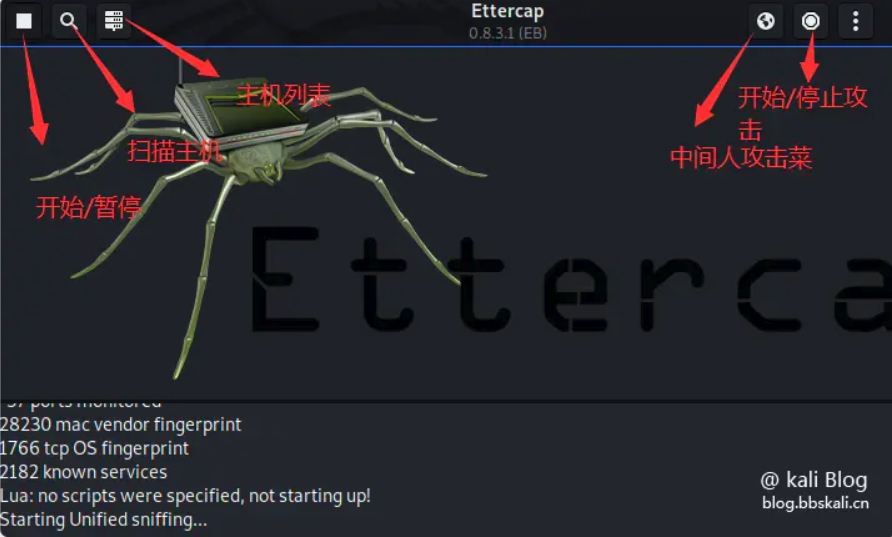 Ettercap
0.8.3.1 (EB)
主机列表
开始/停止攻
击
扫描主机
中间人攻击菜
开始/暂停
Etterca
57 ports monitored
28230 mac vendor fingerprint
1766 tcp OS fingerprint
2182 known services
Lua: no scripts were specified, not starting up!
Starting Unified sniffing...
@ kali Blog
blog.bbskali.cn